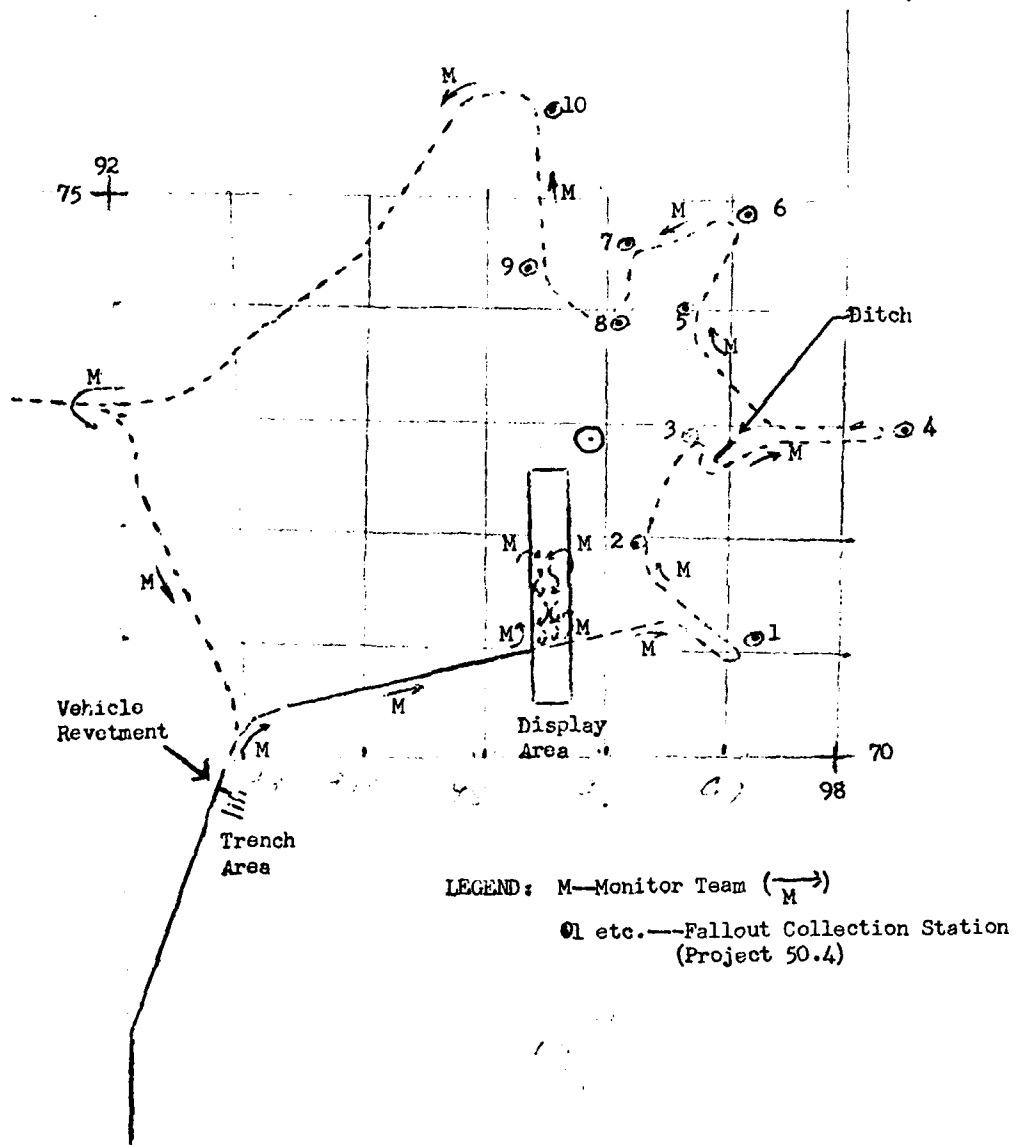 M
10
92
75
M
6
M
7
9
5
8
Ditch
M
M
3
4
M
2
M M
M
M
M M
1
M
M
Vehicle
Revetment
Display
Area
M
70
98
Trench
Area
LEGEND: M—Monitor Team (M)
1 etc.---Fallout Collection Station
(Project 50.4)